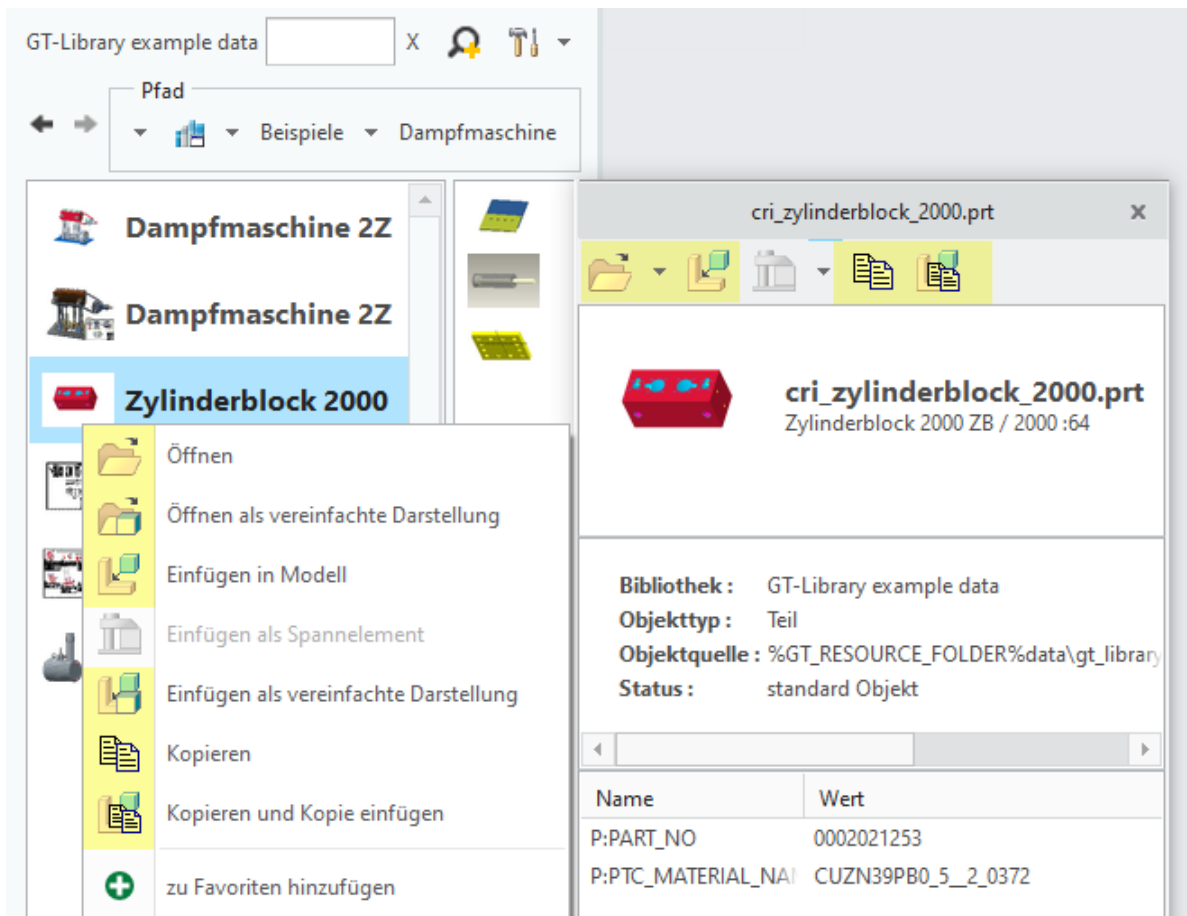 GT-Library example data X
Pfad
Beispiele Dampfmaschine
Dampfmaschine 2Z
Dampfmaschine 2Z
Zylinderblock 2000
Öffnen
Öffnen als vereinfachte Darstellung
Einfügen in Modell
Einfügen als Spannelement
Einfügen als vereinfachte Darstellung
Kopieren
Kopieren und Kopie einfügen
zu Favoriten hinzufügen
cri_zylinderblock_2000.prt x
cri_zylinderblock_2000.prt
Zylinderblock 2000 ZB / 2000 :64
Bibliothek : GT-Library example data
Objekttyp : Teil
Objektquelle : %GT_RESOURCE_FOLDER%data\gt_library
Status : standard Objekt
Name Wert
P:PART_NO 0002021253
P:PTC_MATERIAL_NA CUZN39PB0_5__2_0372